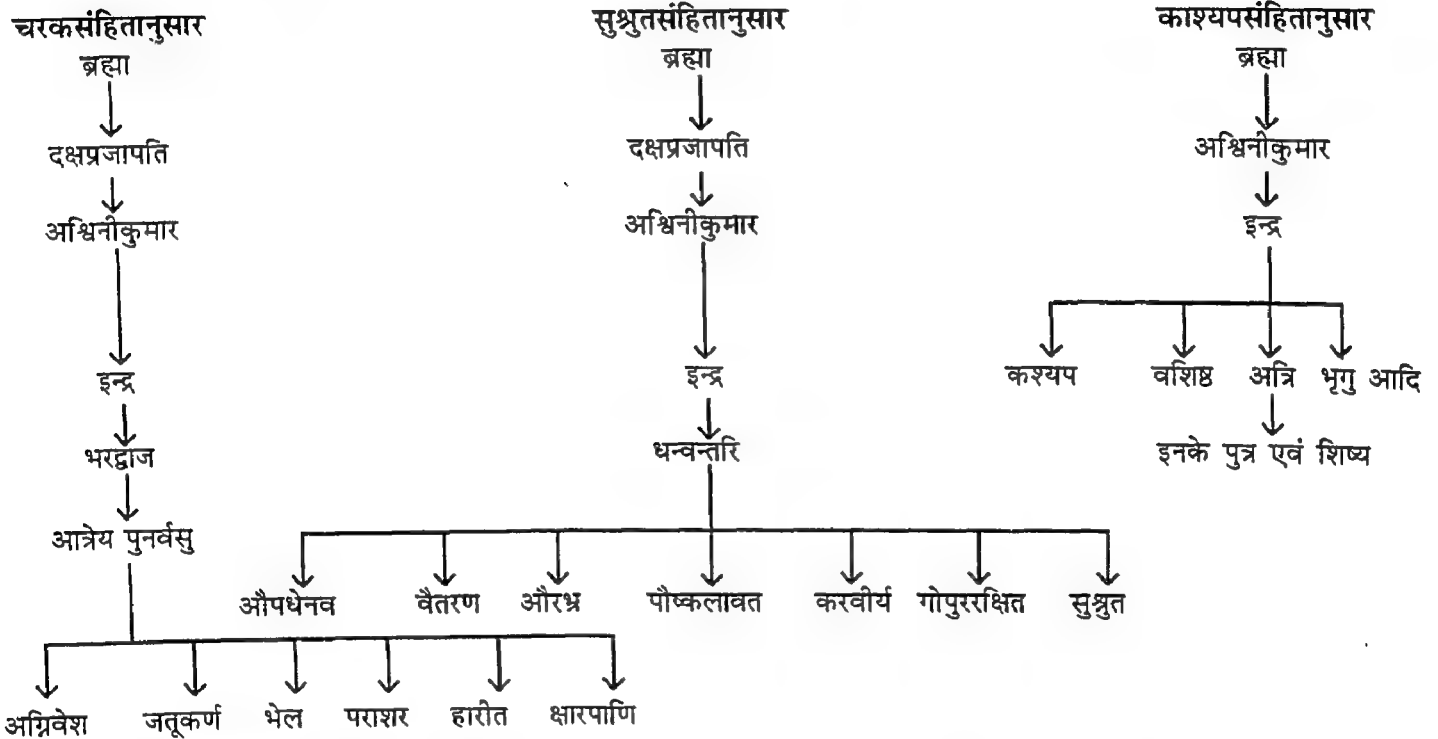 चरकसंहितानुसार
ब्रह्मा
दक्षप्रजापति
अश्विनीकुमार
इन्द्र
भरद्वाज
आत्रेय पुनर्वसु
अग्निवेश जतूकर्ण भेल पराशर हारीत क्षारपाणि
सुश्रुतसंहितानुसार
ब्रह्मा
दक्षप्रजापति
अश्विनीकुमार
इन्द्र
धन्वन्तरि
औपधेनव वैतरण औरभ्र पौष्कलावत करवीर्य गोपुररक्षित सुश्रुत
काश्यपसंहितानुसार
ब्रह्मा
अश्विनीकुमार
इन्द्र
कश्यप वशिष्ठ अत्रि भृगु आदि
इनके पुत्र एवं शिष्य